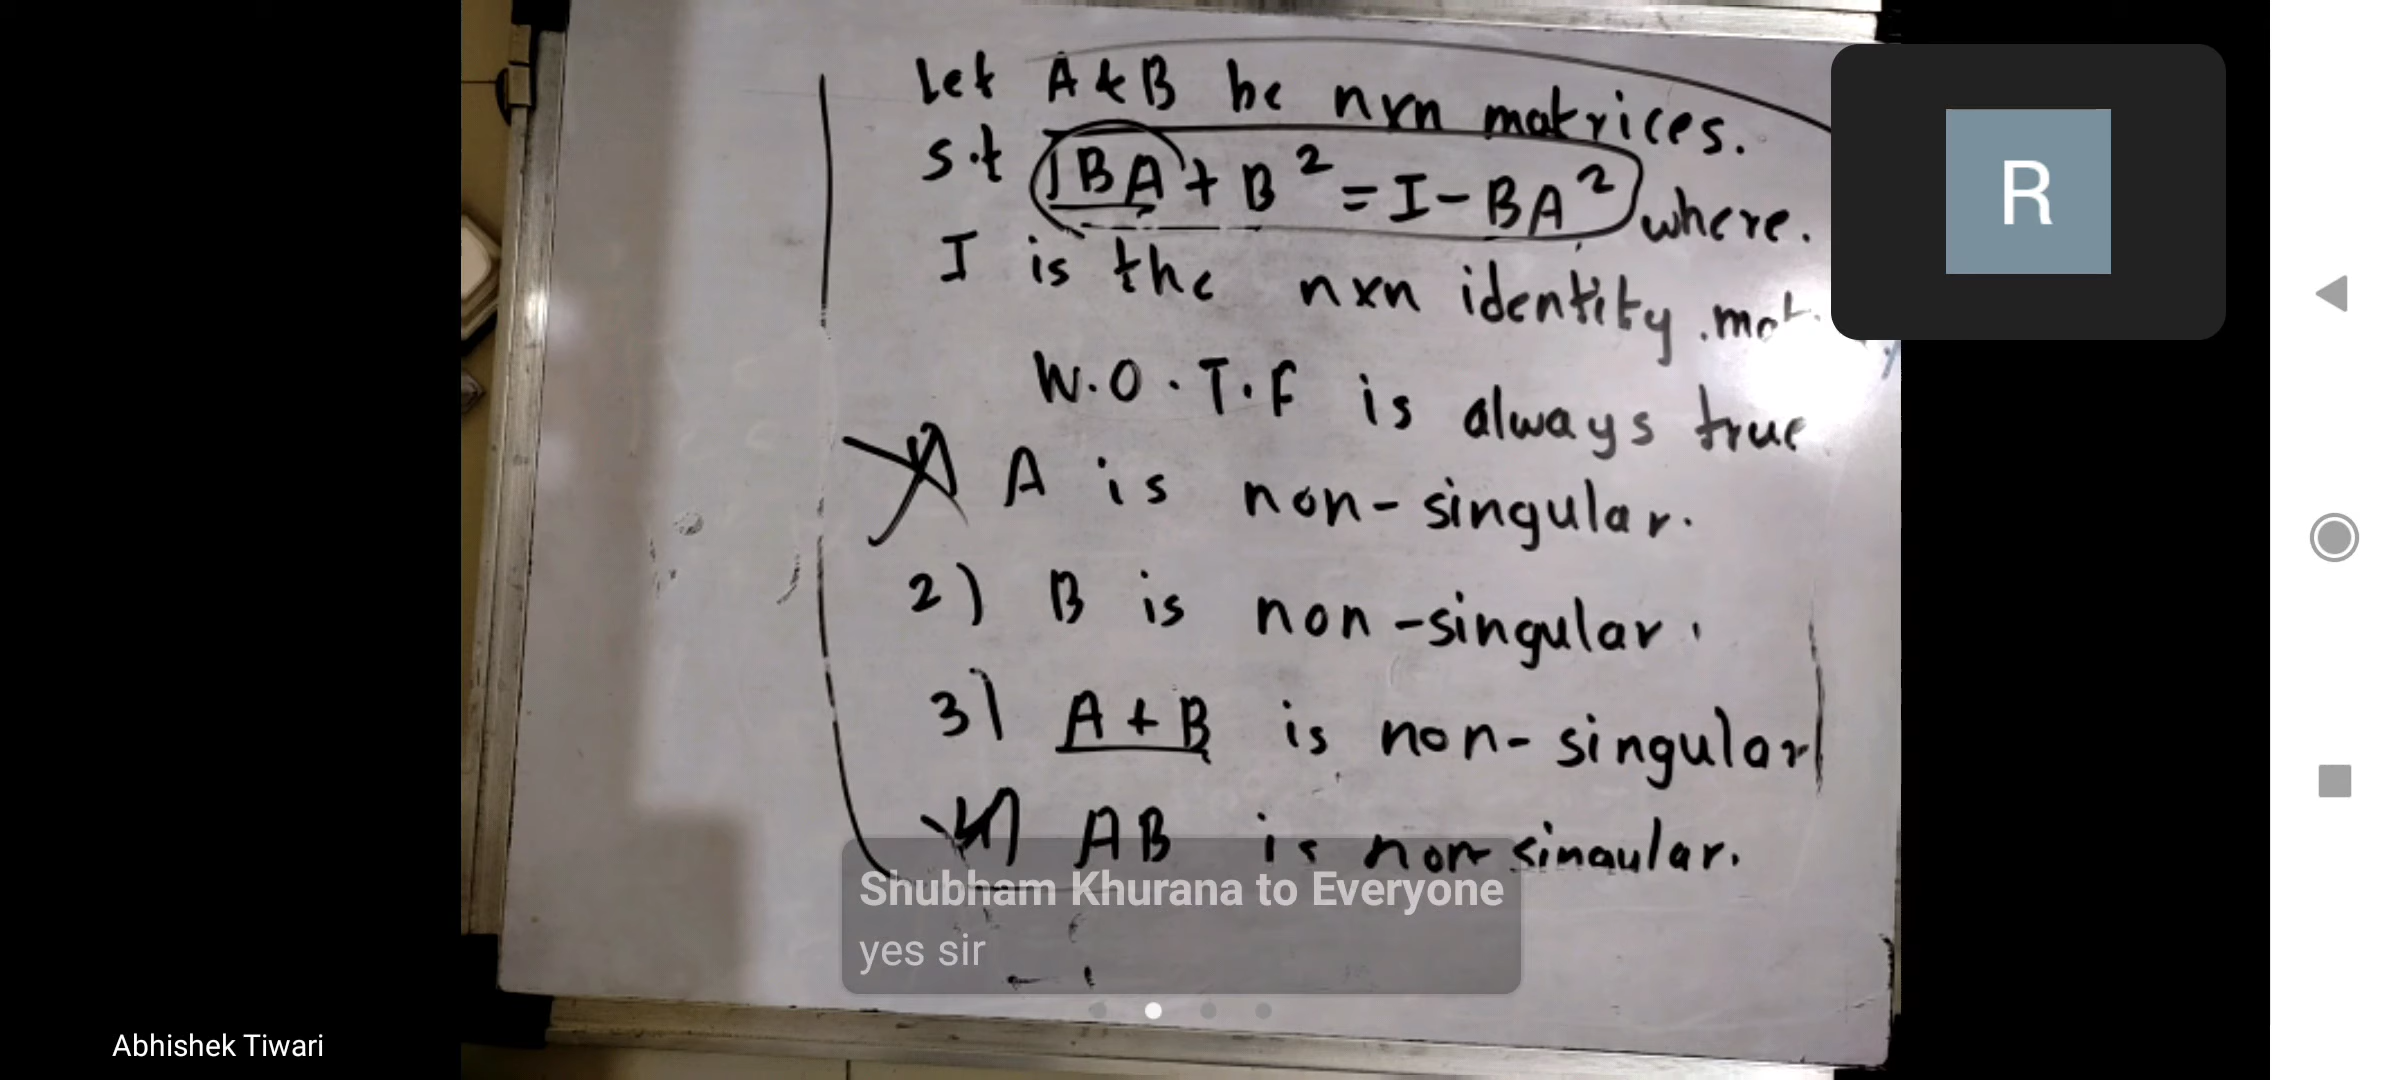 Let A & B be nxn matrices.
s.t BA + B² = I - BA² where.
I is the nxn identity
W.O.T.F is always true
A is non-singular.
2) B is non-singular.
3) A + B is non-singular
4) AB is non singular.
Shubham Khurana to Everyone
yes sir
Abhishek Tiwari
R